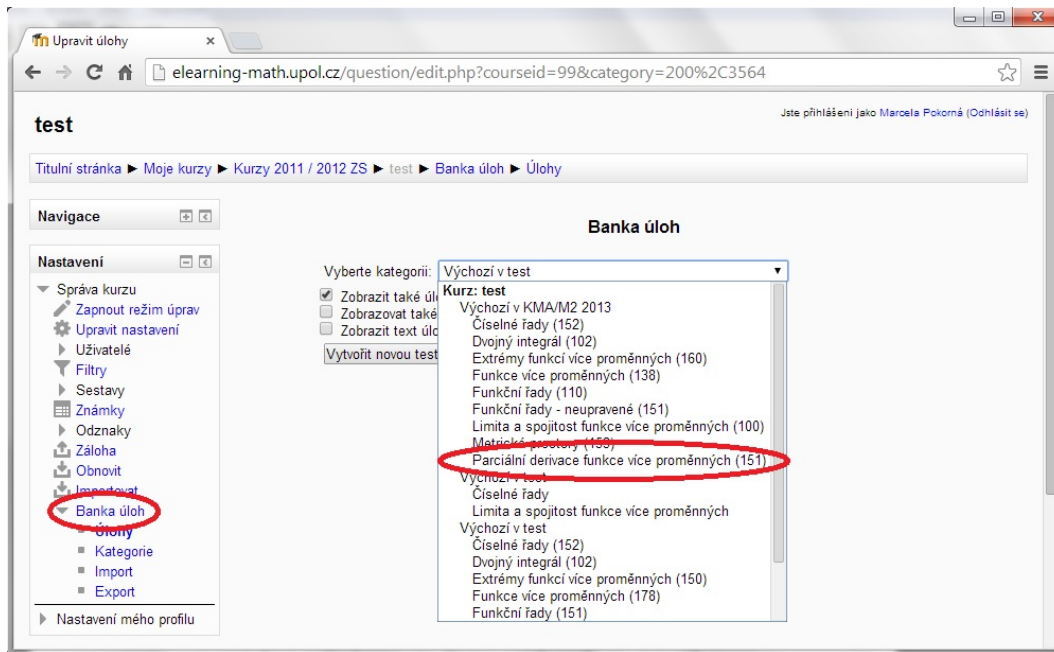 Upravit úlohy
elearning-math.upol.cz/question/edit.php?courseid=99&category=200%2C3564
Jste přihlášeni jako Marcela Pokorná (Odhlásit se)
test
Titulní stránka ► Moje kurzy ► Kurzy 2011 / 2012 ZS ► test ► Banka úloh ► Úlohy
Navigace
Nastavení
Správa kurzu
Zapnout režim úprav
Upravit nastavení
Uživatelé
Filtry
Sestavy
Známky
Odznaky
Záloha
Obnovit
Importovat
Banka úloh
Úlohy
Kategorie
Import
Export
Nastavení mého profilu
Banka úloh
Vyberte kategorii: Výchozí v test
Zobrazit také úl
Zobrazovat také
Zobrazit text úlo
Vytvořit novou test
Kurz: test
Výchozí v KMA/M2 2013
Číselné řady (152)
Dvojný integrál (102)
Extrémy funkcí více proměnných (160)
Funkce více proměnných (138)
Funkční řady (110)
Funkční řady - neupravené (151)
Limita a spojitost funkce více proměnných (100)
Metrické prostory (153)
Parciální derivace funkce více proměnných (151)
Výchozí v test
Číselné řady
Limita a spojitost funkce více proměnných
Výchozí v test
Číselné řady (152)
Dvojný integrál (102)
Extrémy funkcí více proměnných (150)
Funkce více proměnných (178)
Funkční řady (151)